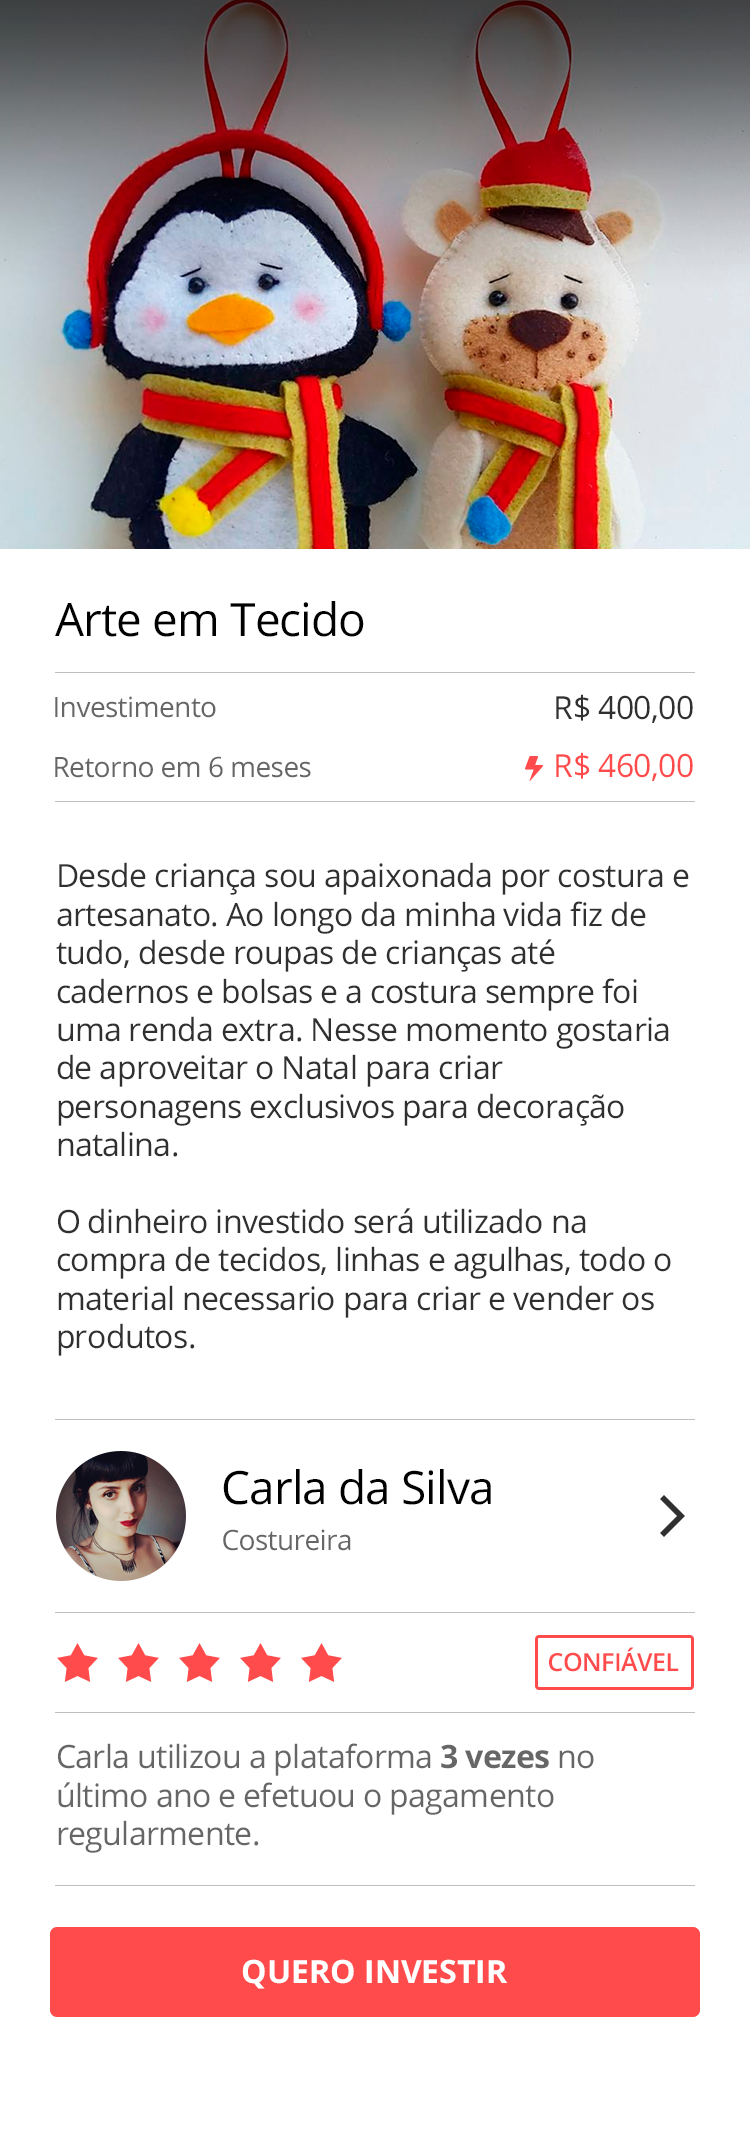 Arte em Tecido
Investimento R$ 400,00
Retorno em 6 meses R$ 460,00
Desde criança sou apaixonada por costura e
artesanato. Ao longo da minha vida fiz de
tudo, desde roupas de crianças até
cadernos e bolsas e a costura sempre foi
uma renda extra. Nesse momento gostaria
de aproveitar o Natal para criar
personagens exclusivos para decoração
natalina.
O dinheiro investido será utilizado na
compra de tecidos, linhas e agulhas, todo o
material necessario para criar e vender os
produtos.
Carla da Silva
Costureira
CONFIÁVEL
Carla utilizou a plataforma 3 vezes no
último ano e efetuou o pagamento
regularmente.
QUERO INVESTIR